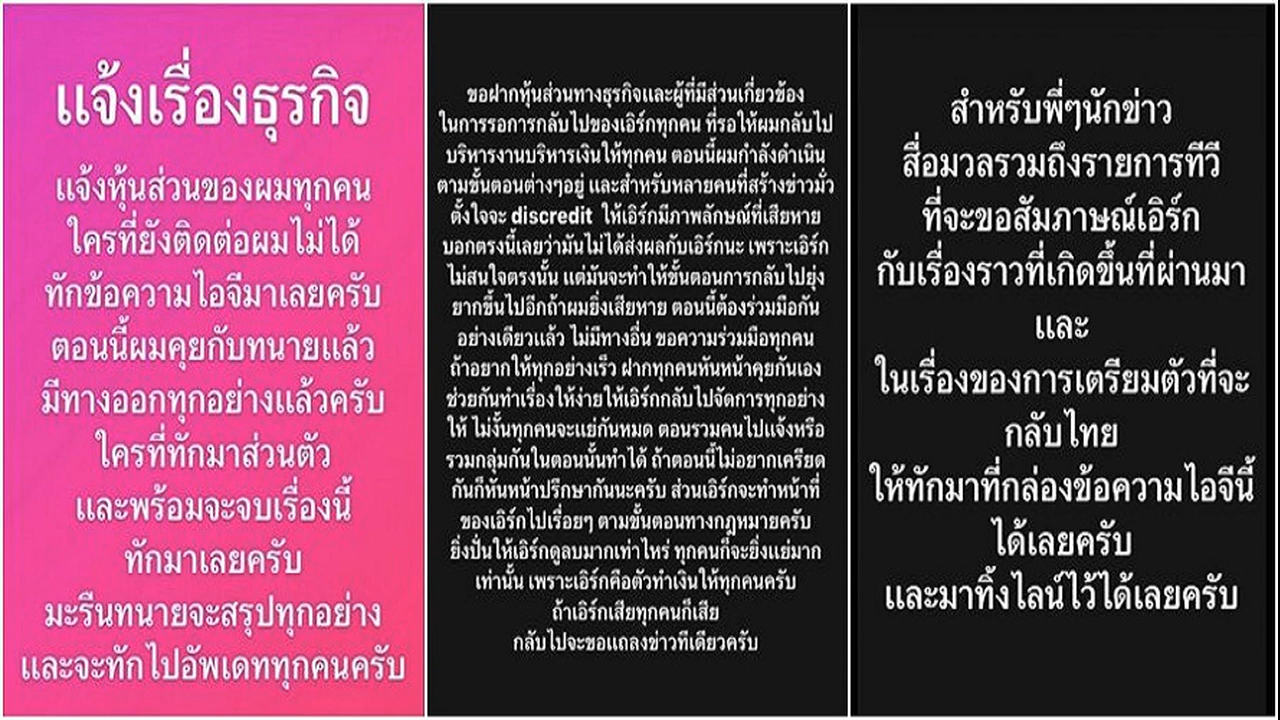 แจ้งเรื่องธุรกิจ
แจ้งหุ้นส่วนของผมทุกคน
ใครที่ยังติดต่อผมไม่ได้
ทักข้อความไอจีมาเลยครับ
ตอนนี้ผมคุยกับทนายแล้ว
มีทางออกทุกอย่างแล้วครับ
ใครที่ทักมาส่วนตัว
และพร้อมจะจบเรื่องนี้
ทักมาเลยครับ
มะรืนทนายจะสรุปทุกอย่าง
และจะทักไปอัพเดททุกคนครับ
ขอฝากหุ้นส่วนทางธุรกิจและผู้ที่มีส่วนเกี่ยวข้อง
ในการรอการกลับไปของเอิร์กทุกคน ที่รอให้ผมกลับไป
บริหารงานบริหารเงินให้ทุกคน ตอนนี้ผมกำลังดำเนิน
ตามขั้นตอนต่างๆอยู่ และสำหรับหลายคนที่สร้างข่าวมั่ว
ตั้งใจจะ discredit ให้เอิร์กมีภาพลักษณ์ที่เสียหาย
บอกตรงนี้เลยว่ามันไม่ได้ส่งผลกับเอิร์กนะ เพราะเอิร์ก
ไม่สนใจตรงนั้น แต่มันจะทำให้ขั้นตอนการกลับไปยุ่ง
ยากขึ้นไปอีกถ้าผมยิ่งเสียหาย ตอนนี้ต้องร่วมมือกัน
อย่างเดียวแล้ว ไม่มีทางอื่น ขอความร่วมมือทุกคน
ถ้าอยากให้ทุกอย่างเร็ว ฝากทุกคนหันหน้าคุยกันเอง
ช่วยกันทำเรื่องให้ง่ายให้เอิร์กกลับไปจัดการทุกอย่าง
ให้ ไม่งั้นทุกคนจะแย่กันหมด ตอนรวมคนไปแจ้งหรือ
รวมกลุ่มกันในตอนนั้นทำได้ ถ้าตอนนี้ไม่อยากเครียด
กันก็หันหน้าปรึกษากันนะครับ ส่วนเอิร์กจะทำหน้าที่
ของเอิร์กไปเรื่อยๆ ตามขั้นตอนทางกฎหมายครับ
ยิ่งปั่นให้เอิร์กดูลบมากเท่าไหร่ ทุกคนก็จะยิ่งแย่มาก
เท่านั้น เพราะเอิร์กคือตัวทำเงินให้ทุกคนครับ
ถ้าเอิร์กเสียทุกคนก็เสีย
กลับไปจะขอแถลงข่าวทีเดียวครับ
สำหรับพี่ๆนักข่าว
สื่อมวลรวมถึงรายการทีวี
ที่จะขอสัมภาษณ์เอิร์ก
กับเรื่องราวที่เกิดขึ้นที่ผ่านมา
และ
ในเรื่องของการเตรียมตัวที่จะ
กลับไทย
ให้ทักมาที่กล่องข้อความไอจีนี้
ได้เลยครับ
และมาทิ้งไลน์ไว้ได้เลยครับ